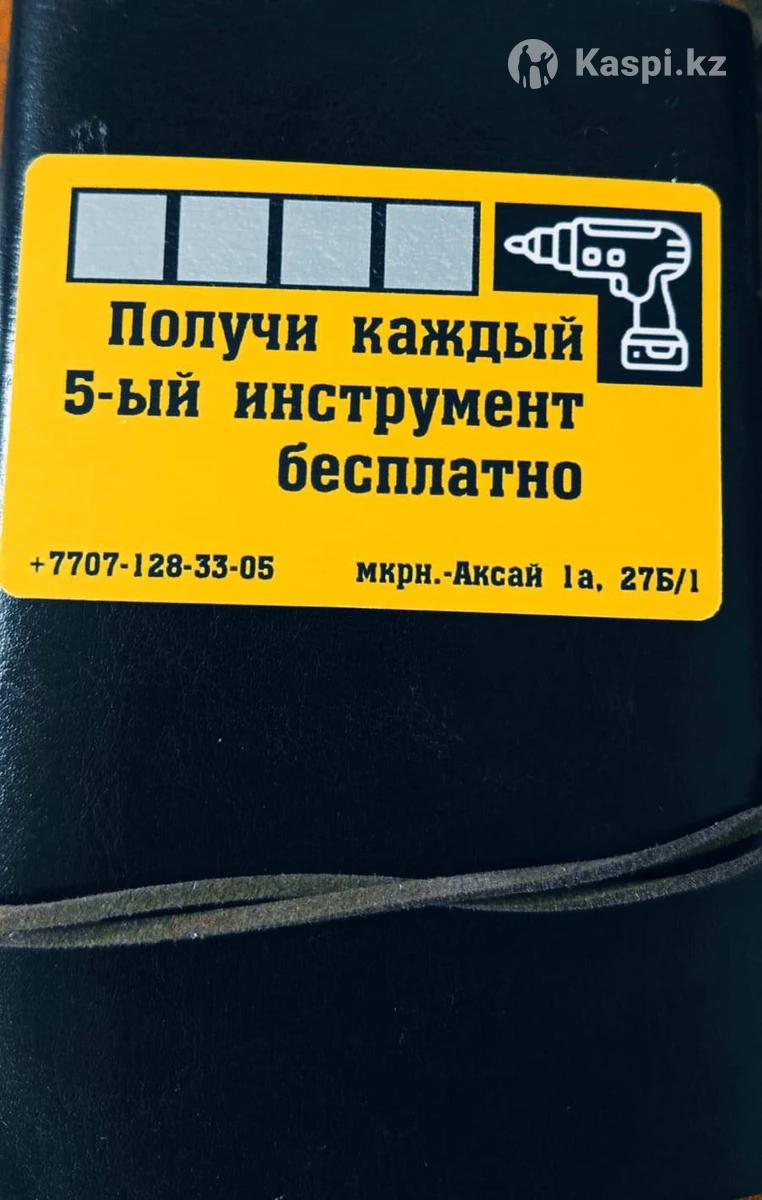 Kaspi.kz
Получи каждый
5-ый инструмент
бесплатно
+7707-128-33-05 мкрн.-Аксай 1а, 27Б/1